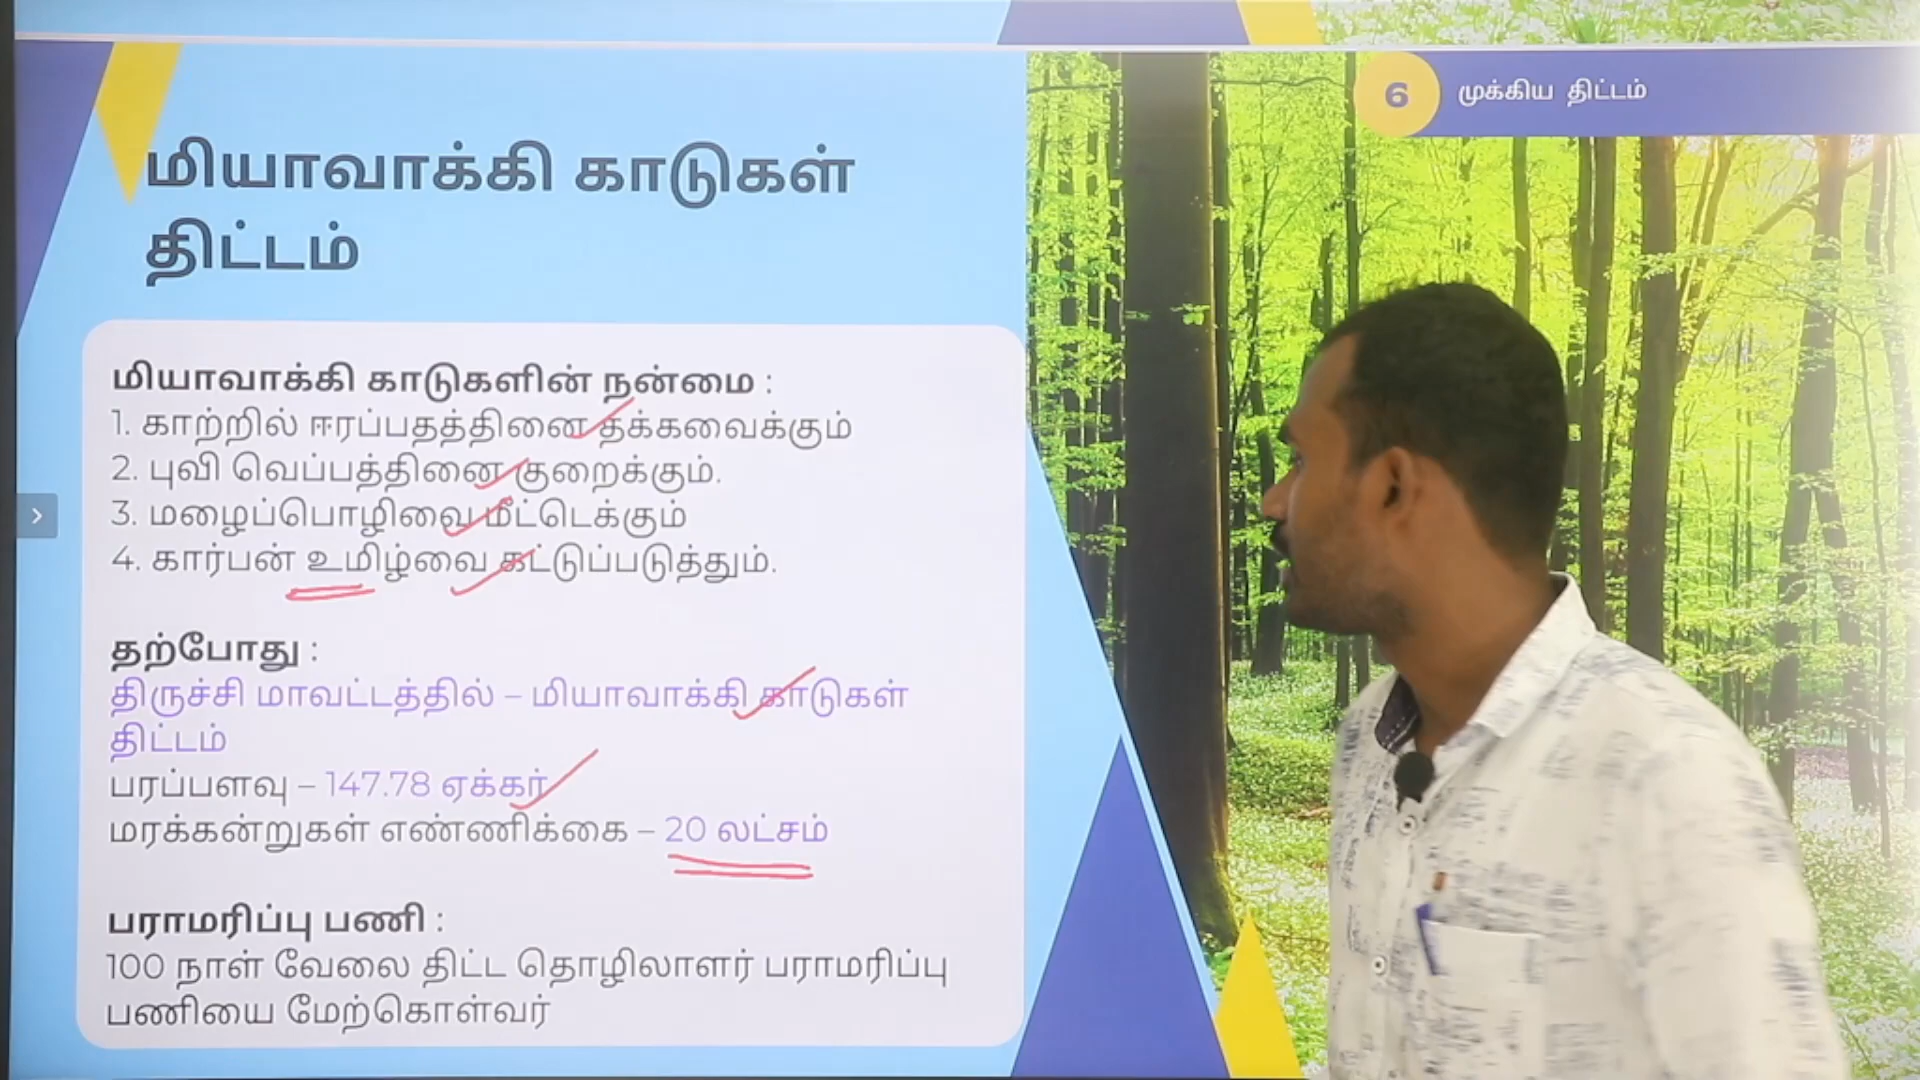 6 முக்கிய திட்டம்
மியாவாக்கி காடுகள்
திட்டம்
மியாவாக்கி காடுகளின் நன்மை :
1. காற்றில் ஈரப்பதத்தினை தக்கவைக்கும்
2. புவி வெப்பத்தினை குறைக்கும்.
3. மழைப்பொழிவை மீட்டெக்கும்
4. கார்பன் உமிழ்வை கட்டுப்படுத்தும்.
தற்போது :
திருச்சி மாவட்டத்தில் – மியாவாக்கி காடுகள்
திட்டம்
பரப்பளவு – 147.78 ஏக்கர்
மரக்கன்றுகள் எண்ணிக்கை – 20 லட்சம்
பராமரிப்பு பணி :
100 நாள் வேலை திட்ட தொழிலாளர் பராமரிப்பு
பணியை மேற்கொள்வர்